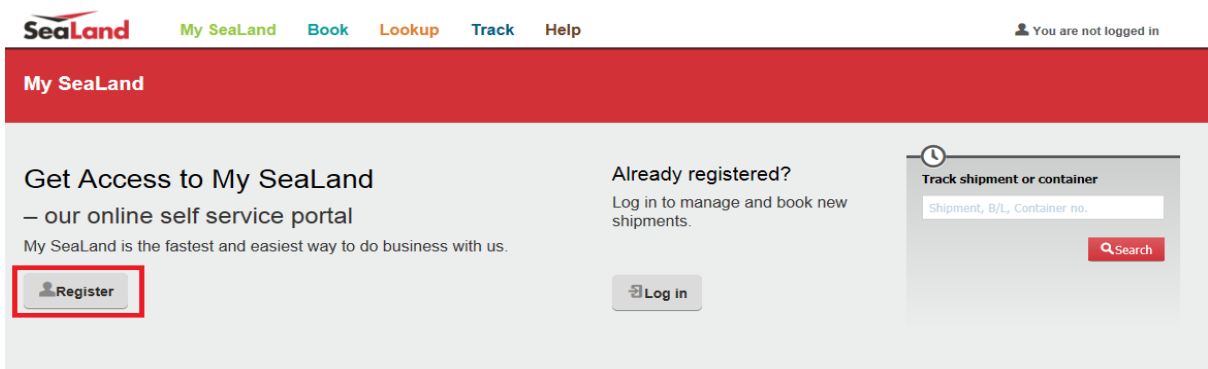 SeaLand My SeaLand Book Lookup Track Help You are not logged in
My SeaLand
Get Access to My SeaLand
– our online self service portal
My SeaLand is the fastest and easiest way to do business with us.
Register
Already registered?
Log in to manage and book new
shipments.
Log in
Track shipment or container
Shipment, B/L, Container no.
Search